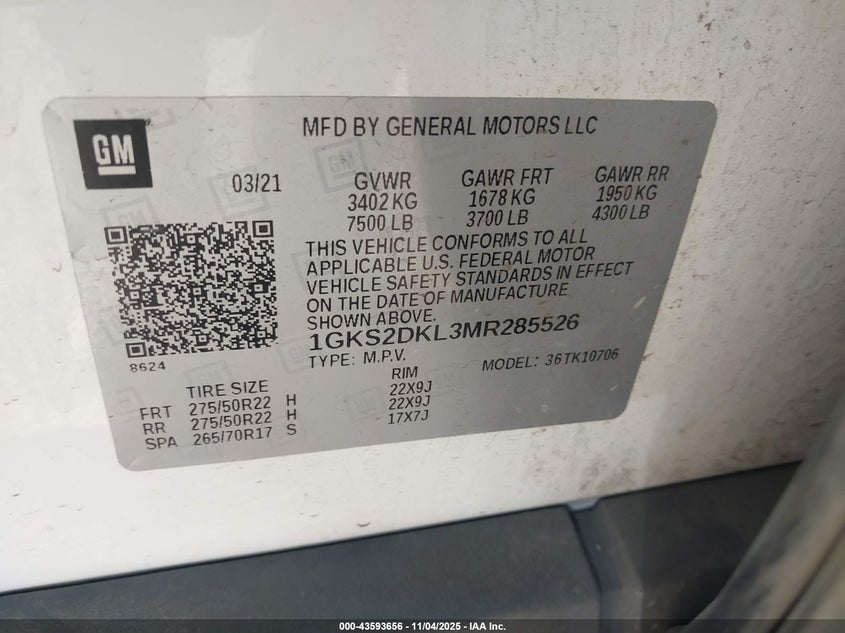 GM
MFD BY GENERAL MOTORS LLC
03/21
GVWR
3402 KG
7500 LB
GAWR FRT
1678 KG
3700 LB
GAWR RR
1950 KG
4300 LB
THIS VEHICLE CONFORMS TO ALL
APPLICABLE U.S. FEDERAL MOTOR
VEHICLE SAFETY STANDARDS IN EFFECT
ON THE DATE OF MANUFACTURE
SHOWN ABOVE.
1GKS2DKL3MR285526
TYPE: M.P.V.
MODEL: 36TK10706
8624
TIRE SIZE
RIM
FRT 275/50R22 H 22X9J
RR 275/50R22 H 22X9J
SPA 265/70R17 S 17X7J
000-43593656 - 11/04/2025 - IAA Inc.